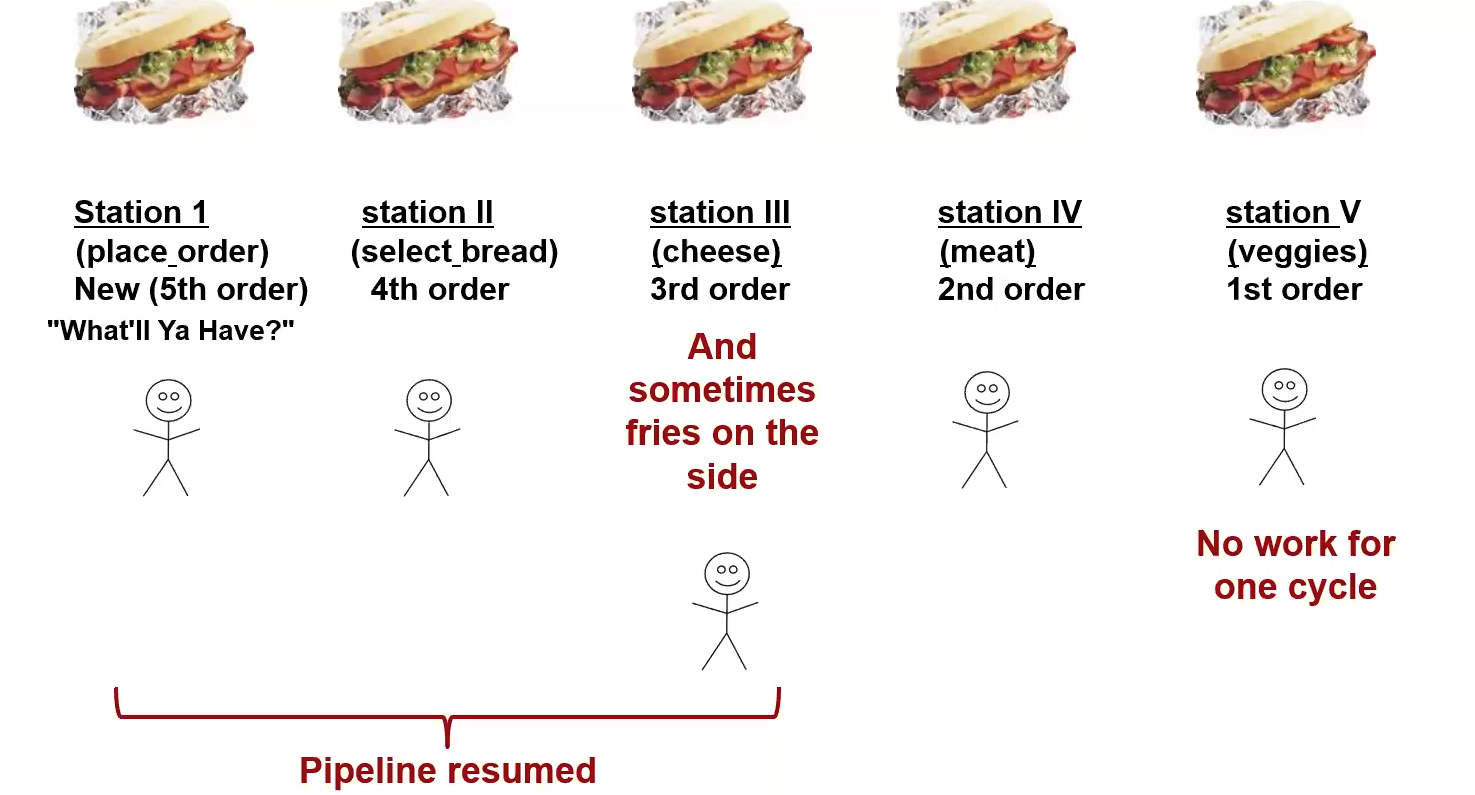 Station 1
(place_order)
New (5th order)
"What'll Ya Have?"
station II
(select_bread)
4th order
station III
(cheese)
3rd order
And
sometimes
fries on the
side
station IV
(meat)
2nd order
station V
(veggies)
1st order
No work for
one cycle
Pipeline resumed